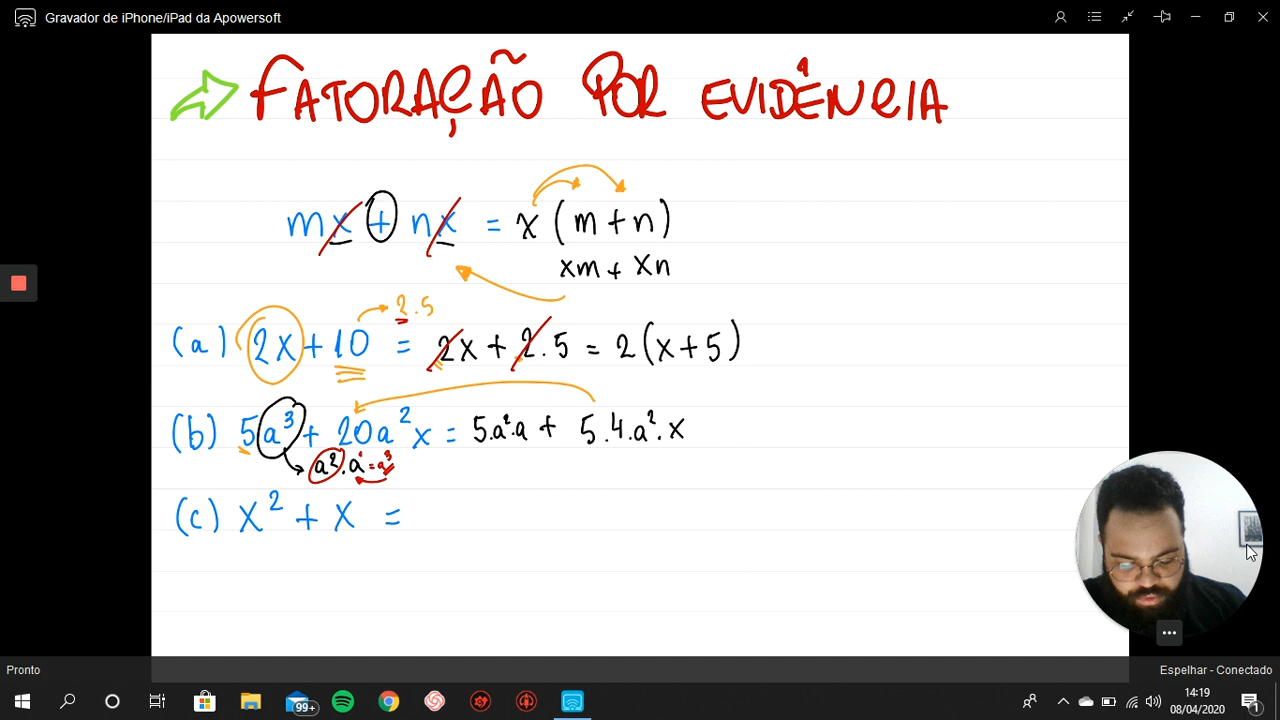 Gravador de iPhone/iPad da Apowersoft
FATORAÇÃO POR EVIDÊNCIA
mx + nx = x (m + n)
xm + xn
2.5
(a) 2x + 10 = 2x + 2.5 = 2(x+5)
(b) 5a³ + 20a²x = 5.a².a + 5.4.a².x
a².a¹=a³
(c) x² + x =
Pronto
Espelhar - Conectado
99+
14:19
08/04/2020
1